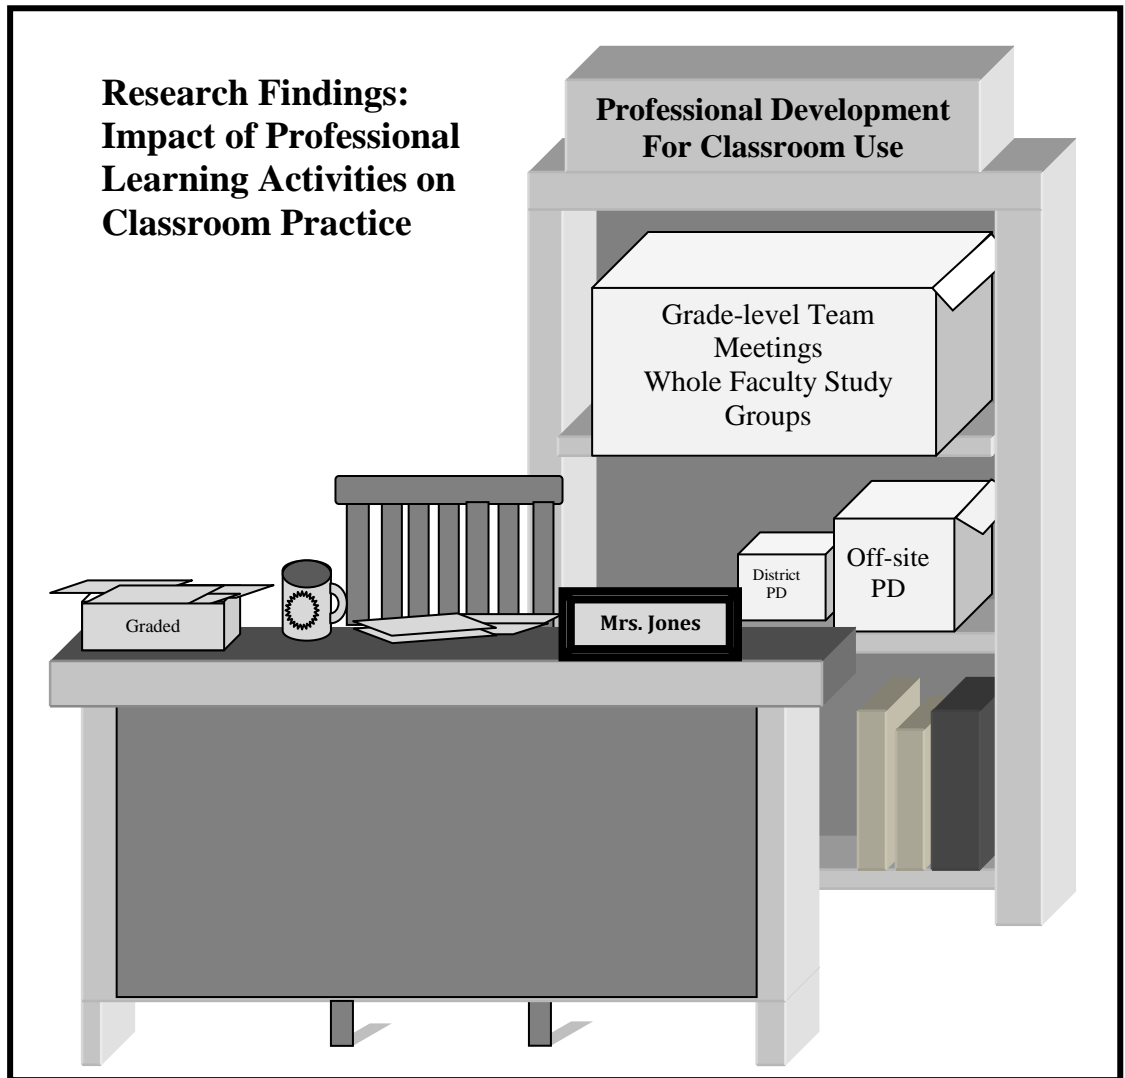 Research Findings:
Impact of Professional
Learning Activities on
Classroom Practice
Professional Development
For Classroom Use
Grade-level Team
Meetings
Whole Faculty Study
Groups
District
PD
Off-site
PD
Graded
Mrs. Jones